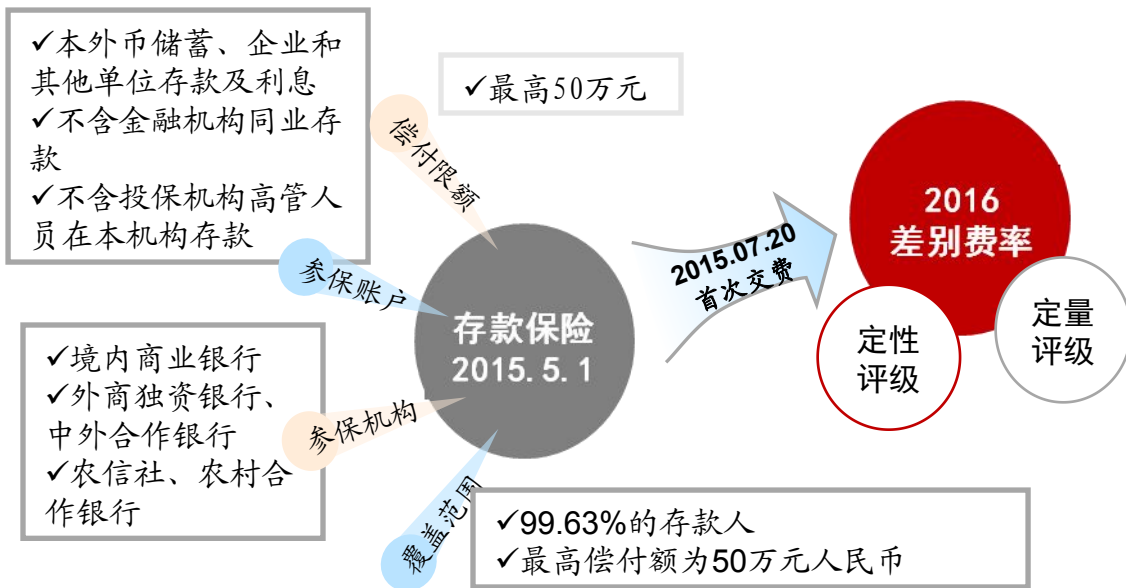 ✓本外币储蓄、企业和
其他单位存款及利息
✓不含金融机构同业存
款
✓不含投保机构高管人
员在本机构存款
✓最高50万元
偿付限额
参保账户
存款保险
2015.5.1
2015.07.20
首次交费
2016
差别费率
定性
评级
定量
评级
✓境内商业银行
✓外商独资银行、
中外合作银行
✓农信社、农村合
作银行
参保机构
覆盖范围
✓99.63%的存款人
✓最高偿付额为50万元人民币